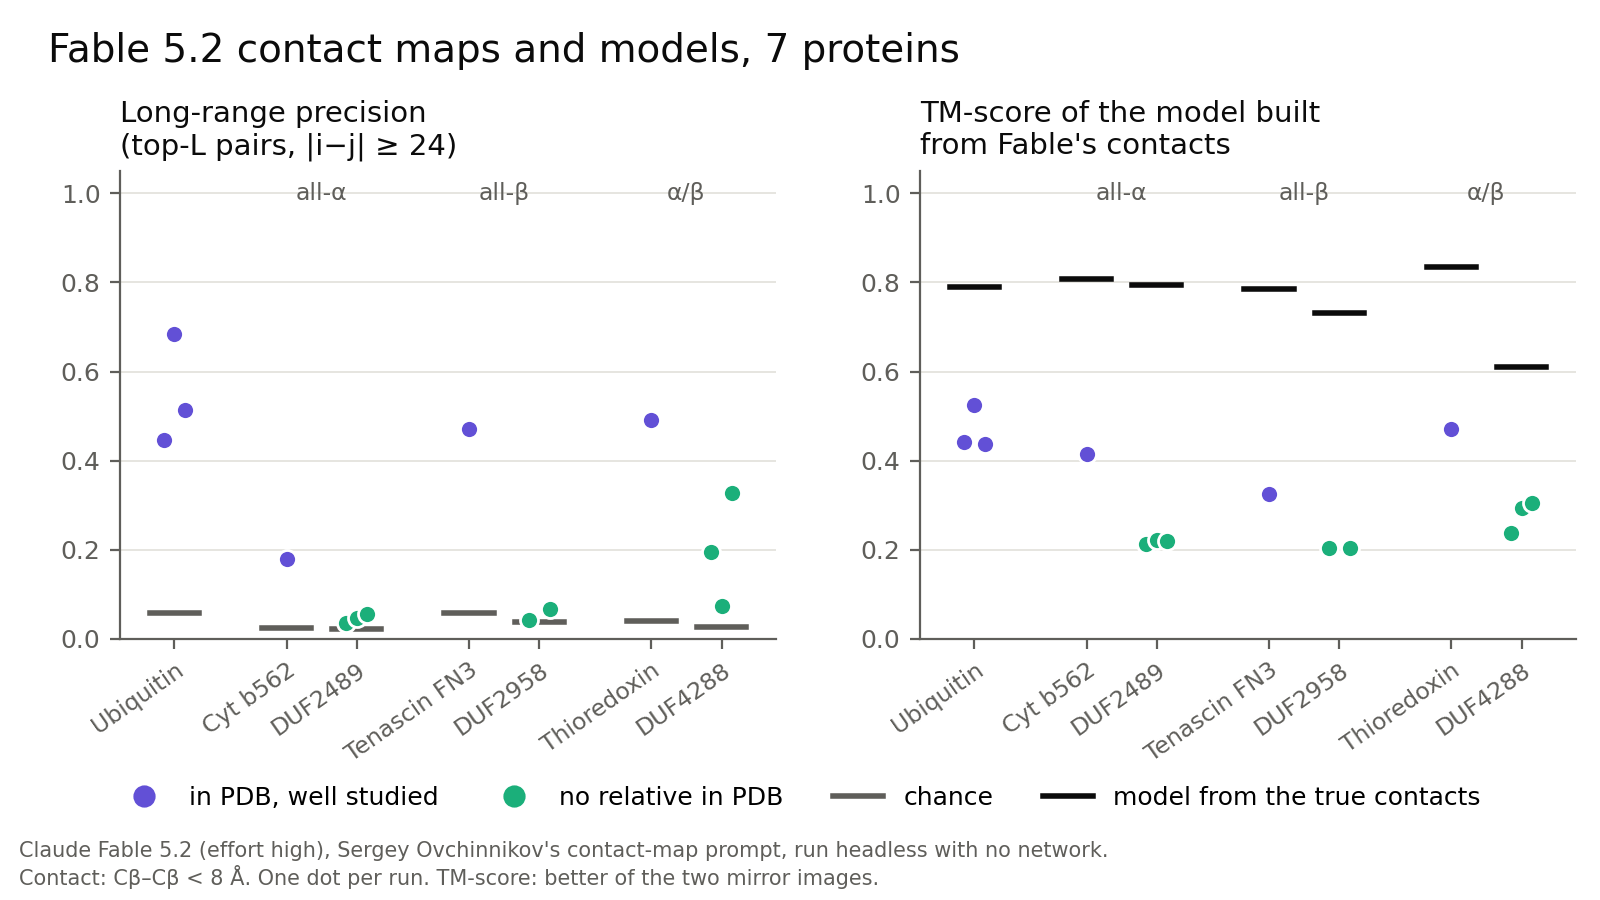 Fable 5.2 contact maps and models, 7 proteins
Long-range precision
(top-L pairs, |i−j| ≥ 24)
1.0
0.8
0.6
0.4
0.2
0.0
all-α
all-β
α/β
Ubiquitin
Cyt b562
DUF2489
Tenascin FN3
DUF2958
Thioredoxin
DUF4288
TM-score of the model built
from Fable's contacts
1.0
0.8
0.6
0.4
0.2
0.0
all-α
all-β
α/β
Ubiquitin
Cyt b562
DUF2489
Tenascin FN3
DUF2958
Thioredoxin
DUF4288
in PDB, well studied
no relative in PDB
chance
model from the true contacts
Claude Fable 5.2 (effort high), Sergey Ovchinnikov's contact-map prompt, run headless with no network.
Contact: Cβ–Cβ < 8 Å. One dot per run. TM-score: better of the two mirror images.